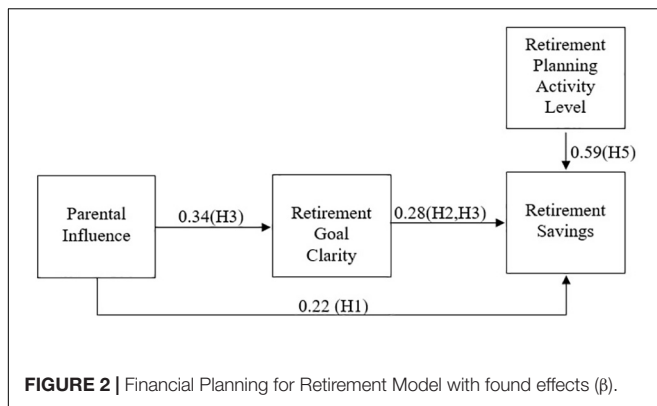 Retirement
Planning
Activity
Level
0.59(H5)
Parental
Influence
0.34(H3)
Retirement
Goal
Clarity
0.28(H2,H3)
Retirement
Savings
0.22 (H1)
FIGURE 2 | Financial Planning for Retirement Model with found effects (β).